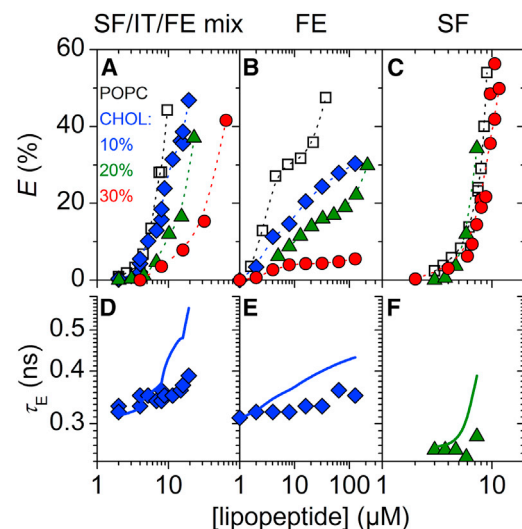 SF/IT/FE mix FE SF
60
A B C
POPC
CHOL:
10%
20%
30%
40
20
0
E (%)
D E F
0.5
0.4
0.3
τE (ns)
1 10 1 10 100 1 10
[lipopeptide] (μM)